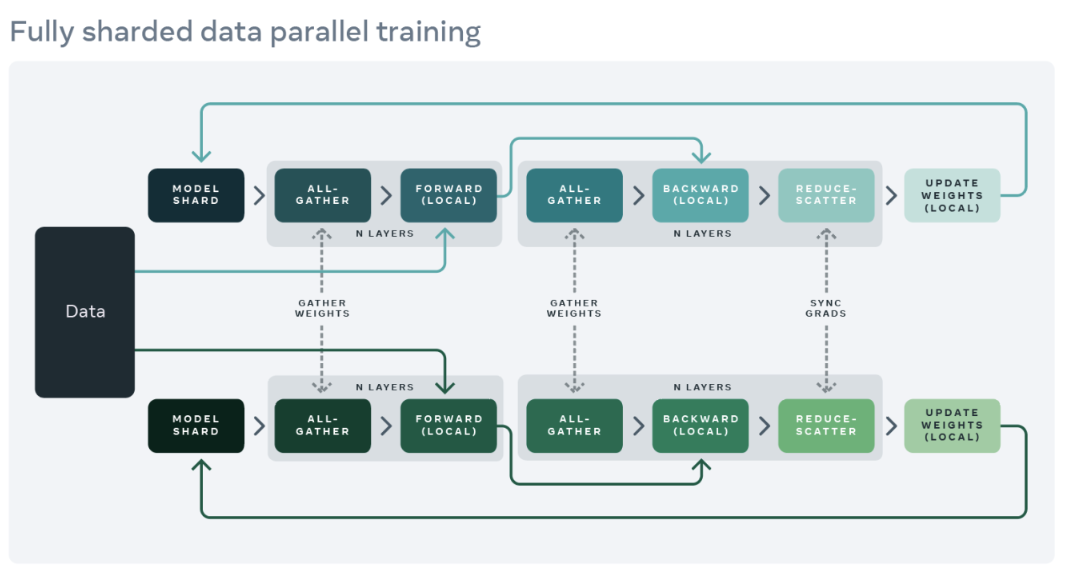 Fully sharded data parallel training
MODEL
SHARD
ALL-
GATHER
FORWARD
(LOCAL)
ALL-
GATHER
BACKWARD
(LOCAL)
REDUCE-
SCATTER
UPDATE
WEIGHTS
(LOCAL)
N LAYERS
N LAYERS
Data
GATHER
WEIGHTS
GATHER
WEIGHTS
SYNC
GRADS
N LAYERS
N LAYERS
MODEL
SHARD
ALL-
GATHER
FORWARD
(LOCAL)
ALL-
GATHER
BACKWARD
(LOCAL)
REDUCE-
SCATTER
UPDATE
WEIGHTS
(LOCAL)